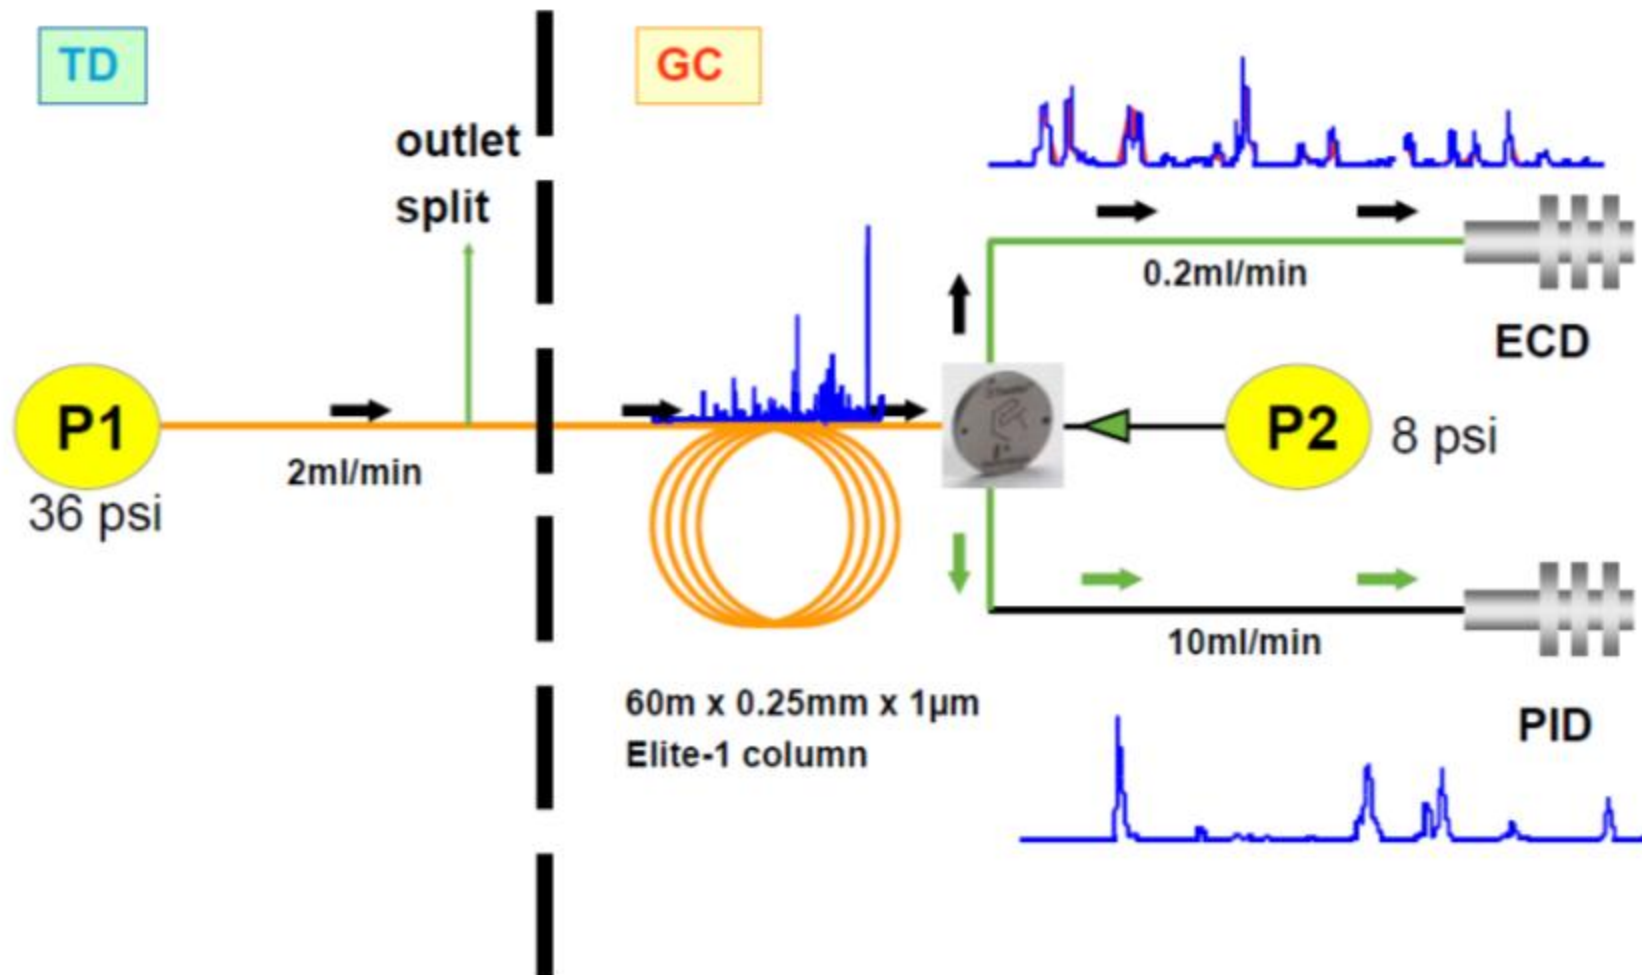 TD
GC
outlet
split
0.2ml/min
ECD
P1
P2
8 psi
2ml/min
36 psi
10ml/min
60m x 0.25mm x 1µm
Elite-1 column
PID